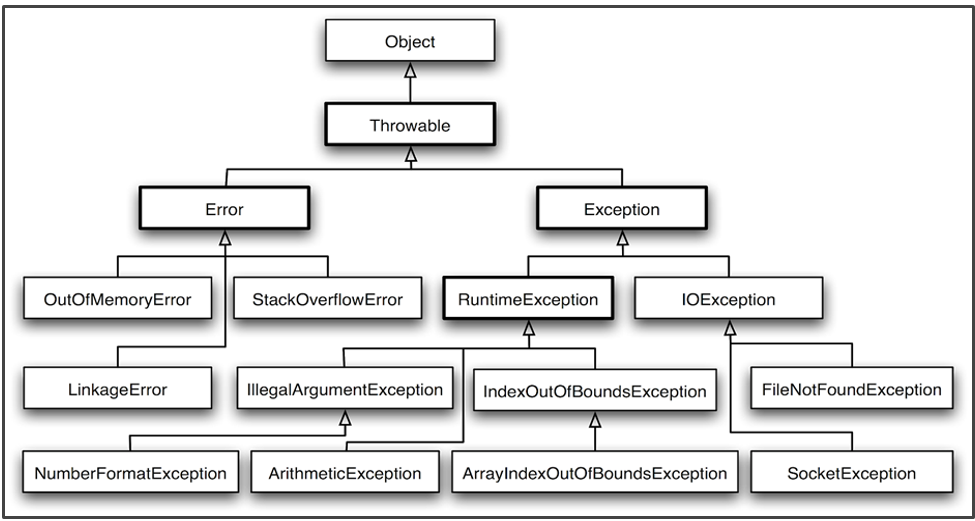 Object
Throwable
Error
Exception
OutOfMemoryError
StackOverflowError
RuntimeException
IOException
LinkageError
IllegalArgumentException
IndexOutOfBoundsException
FileNotFoundException
NumberFormatException
ArithmeticException
ArrayIndexOutOfBoundsException
SocketException